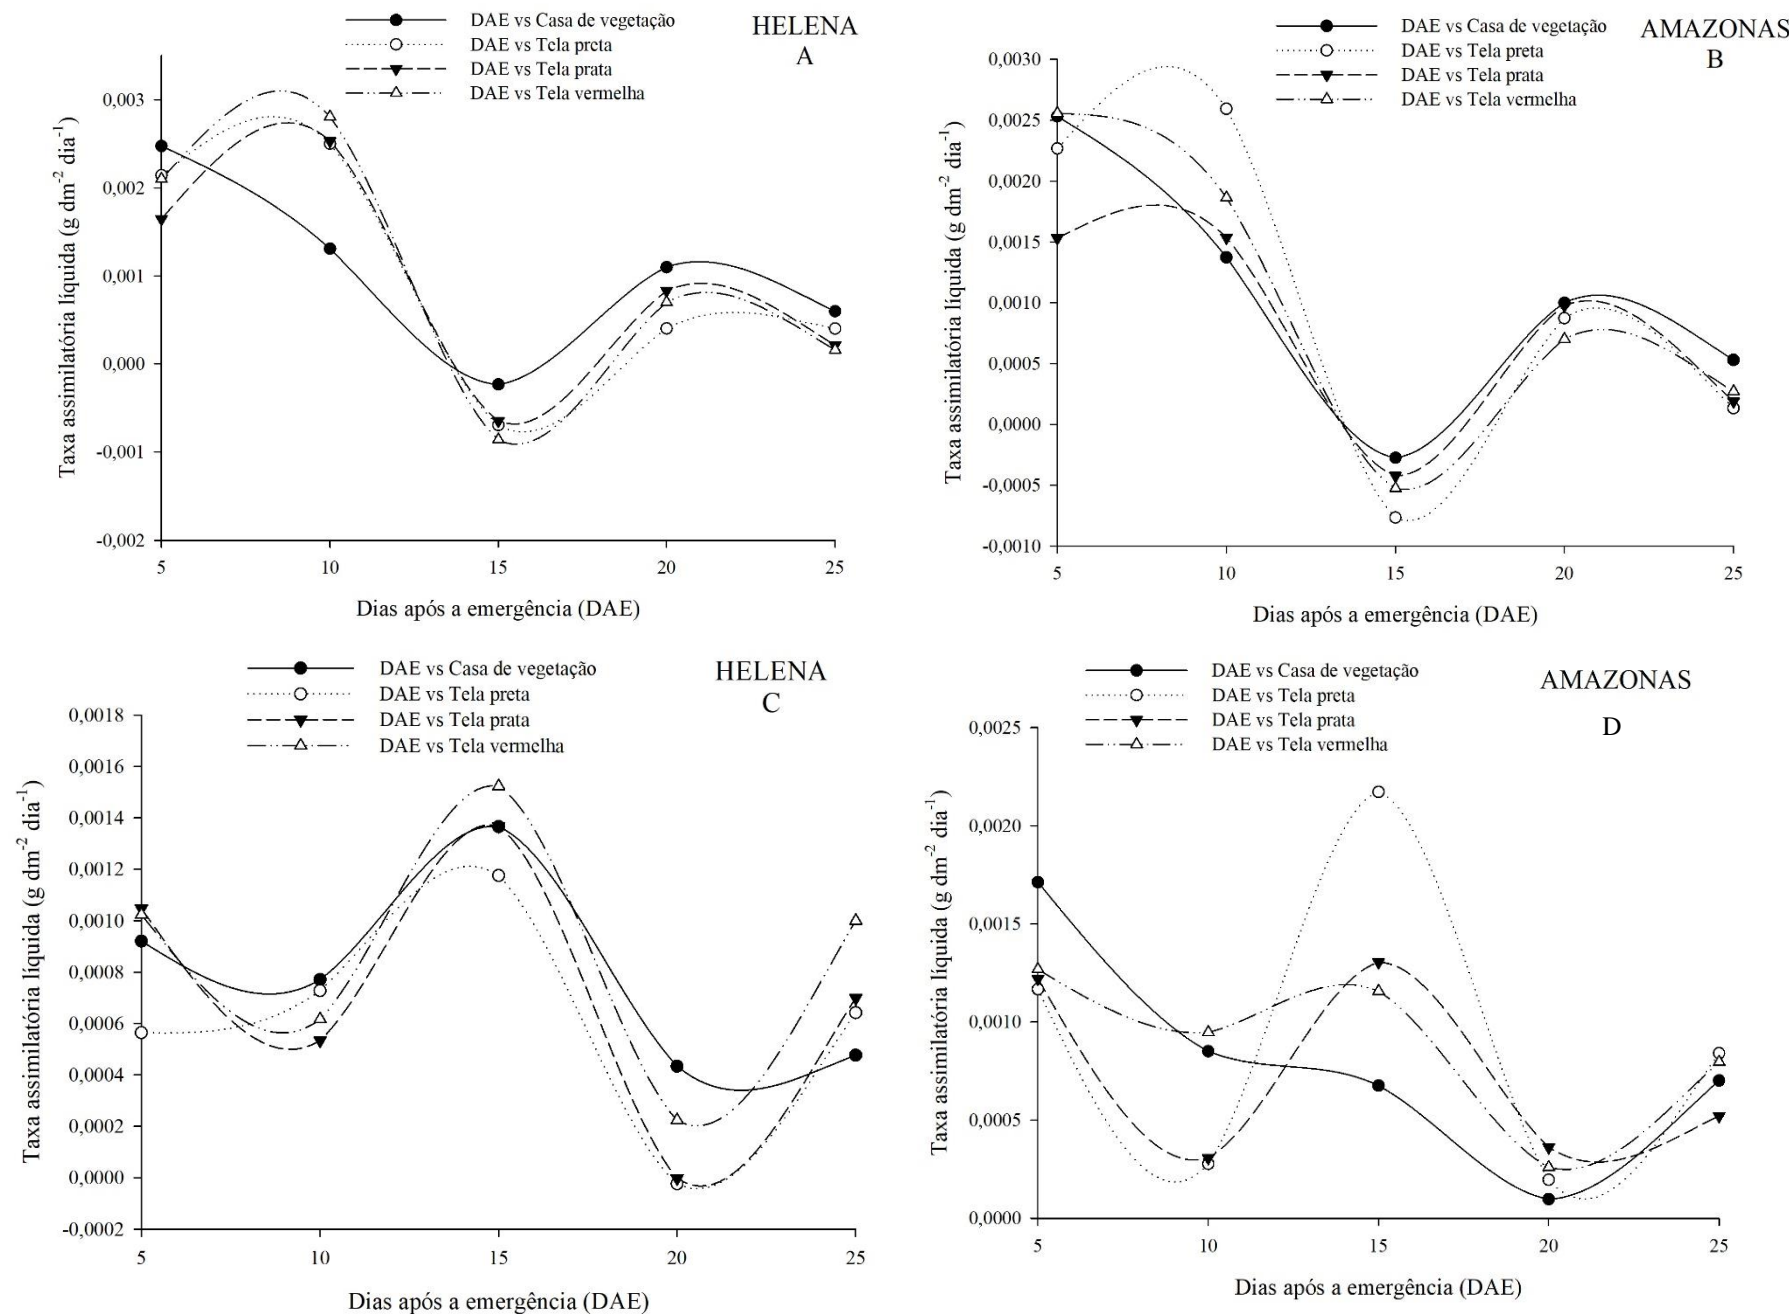 DAE vs Casa de vegetação
DAE vs Tela preta
DAE vs Tela prata
DAE vs Tela vermelha
HELENA
A
Taxa assimilatória líquida (g dm-2 dia-1)
0,003
0,002
0,001
0,000
-0,001
-0,002
5 10 15 20 25
Dias após a emergência (DAE)
DAE vs Casa de vegetação
DAE vs Tela preta
DAE vs Tela prata
DAE vs Tela vermelha
AMAZONAS
B
Taxa assimilatória líquida (g dm-2 dia-1)
0,0030
0,0025
0,0020
0,0015
0,0010
0,0005
0,0000
-0,0005
-0,0010
5 10 15 20 25
Dias após a emergência (DAE)
DAE vs Casa de vegetação
DAE vs Tela preta
DAE vs Tela prata
DAE vs Tela vermelha
HELENA
C
Taxa assimilatória líquida (g dm-2 dia-1)
0,0018
0,0016
0,0014
0,0012
0,0010
0,0008
0,0006
0,0004
0,0002
0,0000
-0,0002
5 10 15 20 25
Dias após a emergência (DAE)
DAE vs Casa de vegetação
DAE vs Tela preta
DAE vs Tela prata
DAE vs Tela vermelha
AMAZONAS
D
Taxa assimilatória líquida (g dm-2 dia-1)
0,0025
0,0020
0,0015
0,0010
0,0005
0,0000
5 10 15 20 25
Dias após a emergência (DAE)